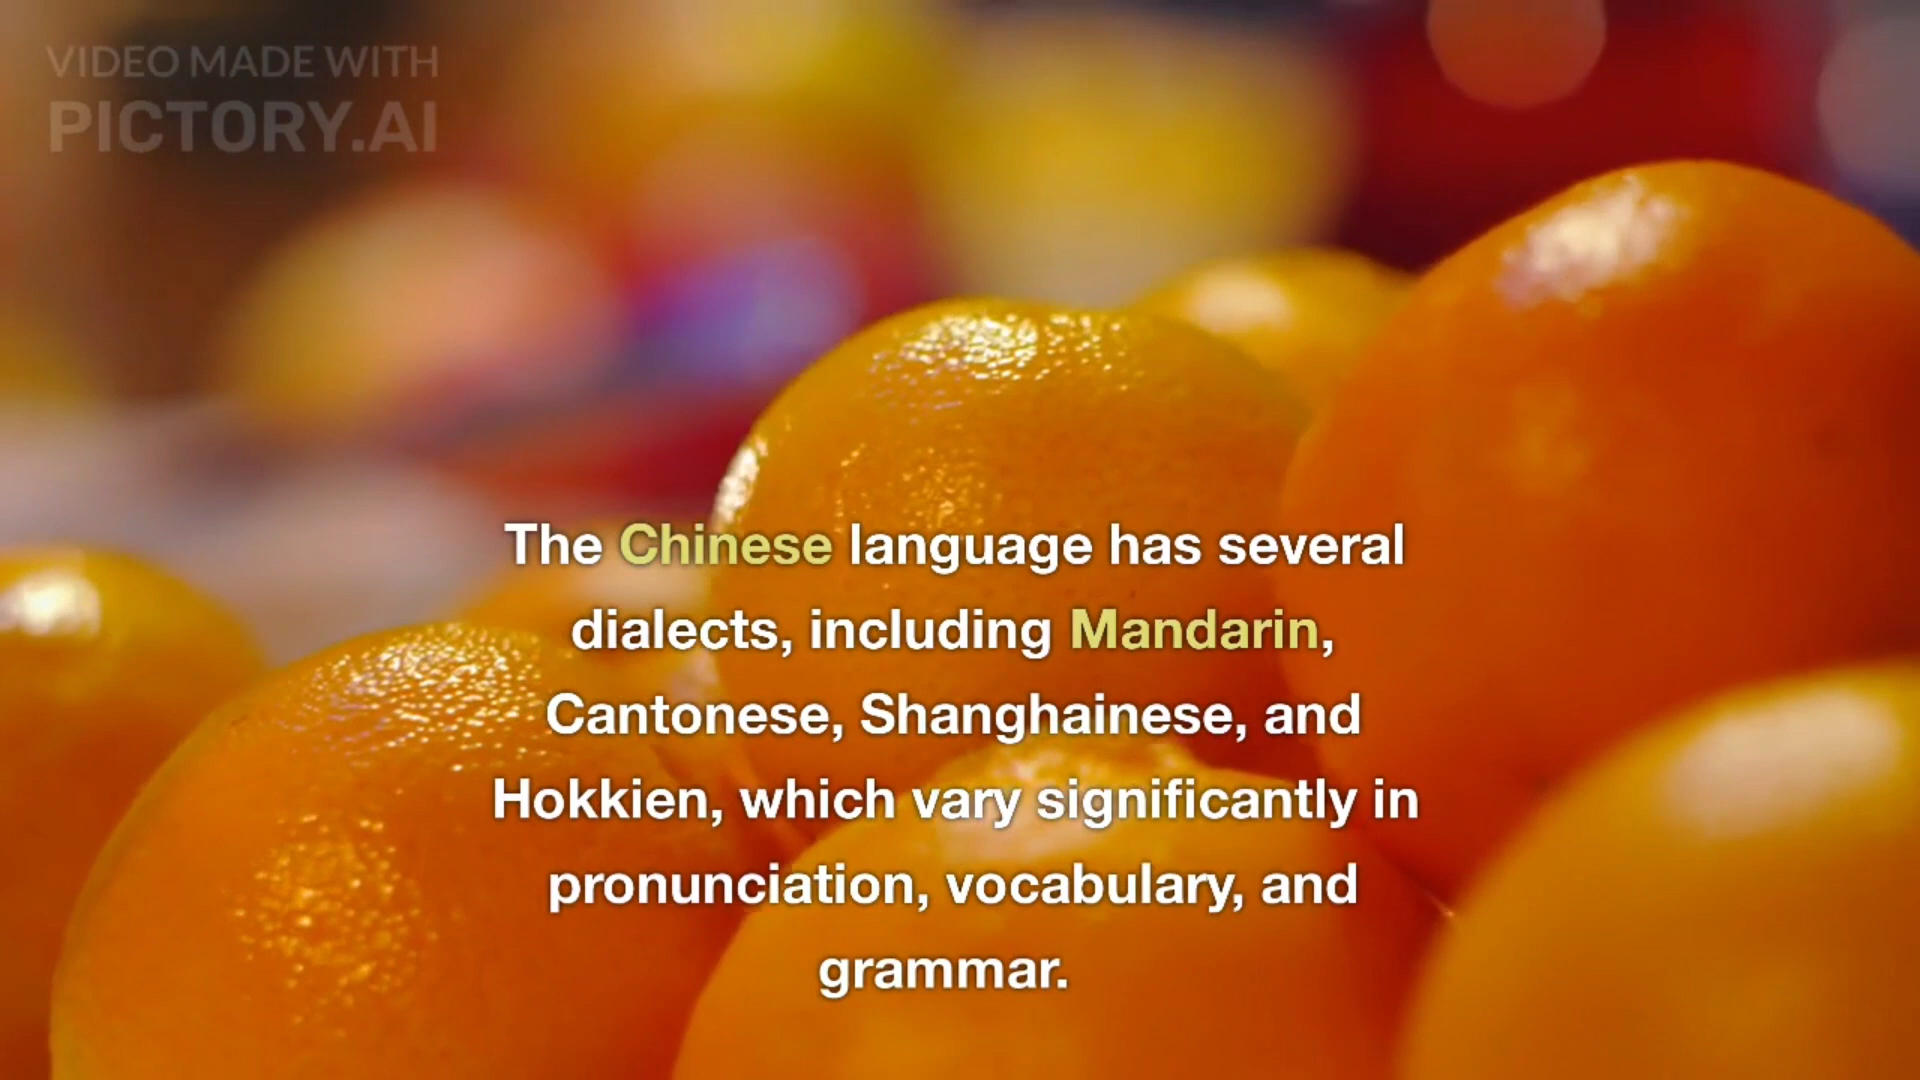 VIDEO MADE WITH
PICTORY.AI
The Chinese language has several
dialects, including Mandarin,
Cantonese, Shanghainese, and
Hokkien, which vary significantly in
pronunciation, vocabulary, and
grammar.